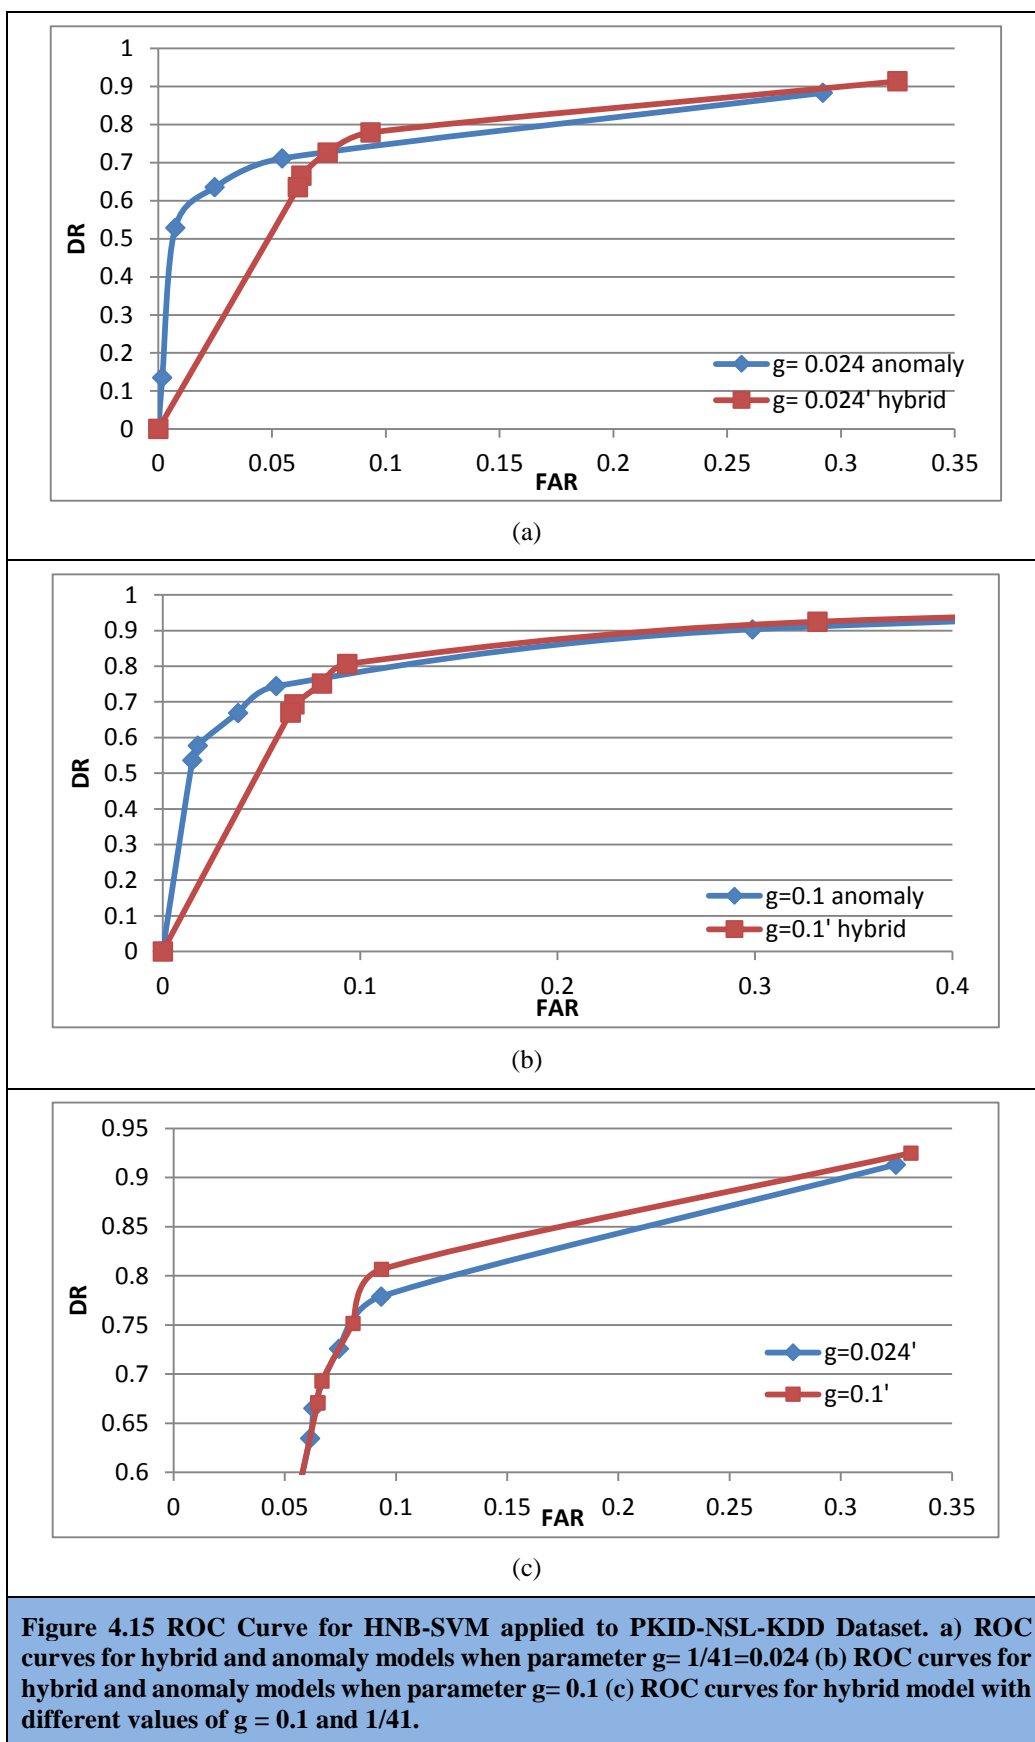 1
0.9
0.8
0.7
0.6
0.5
0.4
0.3
0.2
0.1
0
DR
g= 0.024 anomaly
g= 0.024' hybrid
0 0.05 0.1 0.15 0.2 0.25 0.3 0.35
FAR
(a)
1
0.9
0.8
0.7
0.6
0.5
0.4
0.3
0.2
0.1
0
DR
g=0.1 anomaly
g=0.1' hybrid
0 0.1 0.2 0.3 0.4
FAR
(b)
0.95
0.9
0.85
0.8
0.75
0.7
0.65
0.6
DR
g=0.024'
g=0.1'
0 0.05 0.1 0.15 0.2 0.25 0.3 0.35
FAR
(c)
Figure 4.15 ROC Curve for HNB-SVM applied to PKID-NSL-KDD Dataset. a) ROC
curves for hybrid and anomaly models when parameter g= 1/41=0.024 (b) ROC curves for
hybrid and anomaly models when parameter g= 0.1 (c) ROC curves for hybrid model with
different values of g = 0.1 and 1/41.